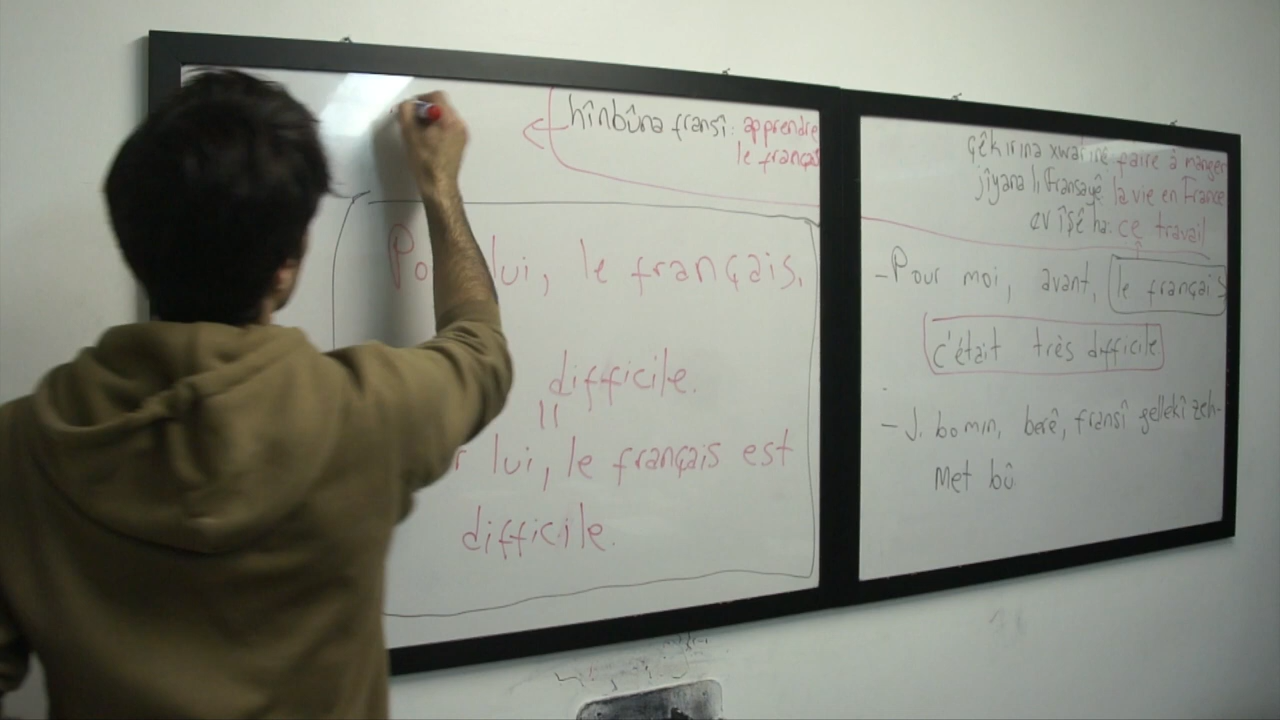 hînbûna fransî: apprendre
le français
Po lui, le français,
difficile.
r lui, le français est
difficile.
çêkirina xwarinê faire à manger
jîyana li Fransayê la vie en France
ev îşê ha: ce travail
- Pour moi, avant, le français
c'était très difficile
- J. bo min, berê, fransî gellekî zeh-
met bû